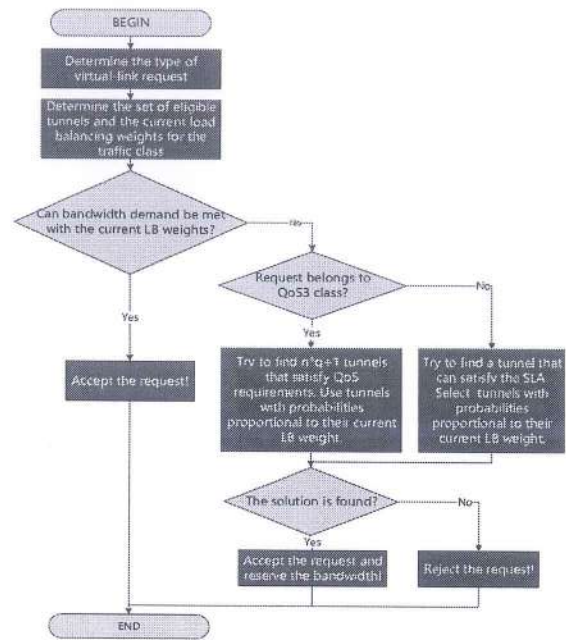 BEGIN
Determine the type of
virtual-link request
Determine the set of eligible
tunnels and the current load
balancing weights for the
traffic class
Can bandwidth demand be met
with the current LB weights?
No
Request belongs to
QoS3 class?
No
Yes
Yes
Accept the request!
Try to find n*q+1 tunnels
that satisfy QoS
requirements. Use tunnels
with probabilities
proportional to their current
LB weight.
Try to find a tunnel that
can satisfy the SLA
Select tunnels with
probabilities
proportional to their
current LB weight.
The solution is found?
No
Yes
Accept the request and
reserve the bandwidth!
Reject the request!
END